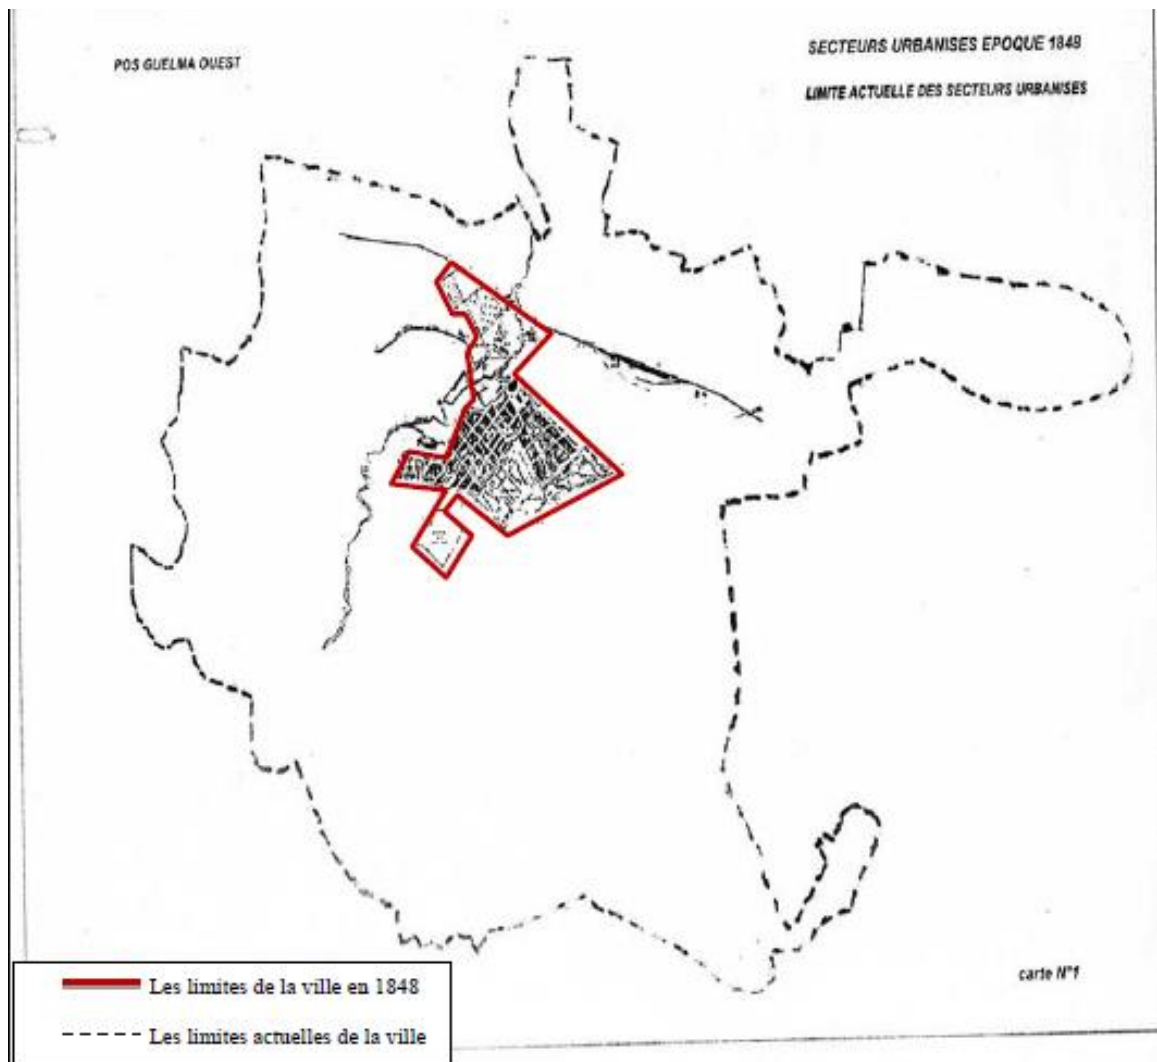 POS GUELMA OUEST
SECTEURS URBANISES EPOQUE 1848
LIMITE ACTUELLE DES SECTEURS URBANISES
carte N°1
Les limites de la ville en 1848
Les limites actuelles de la ville